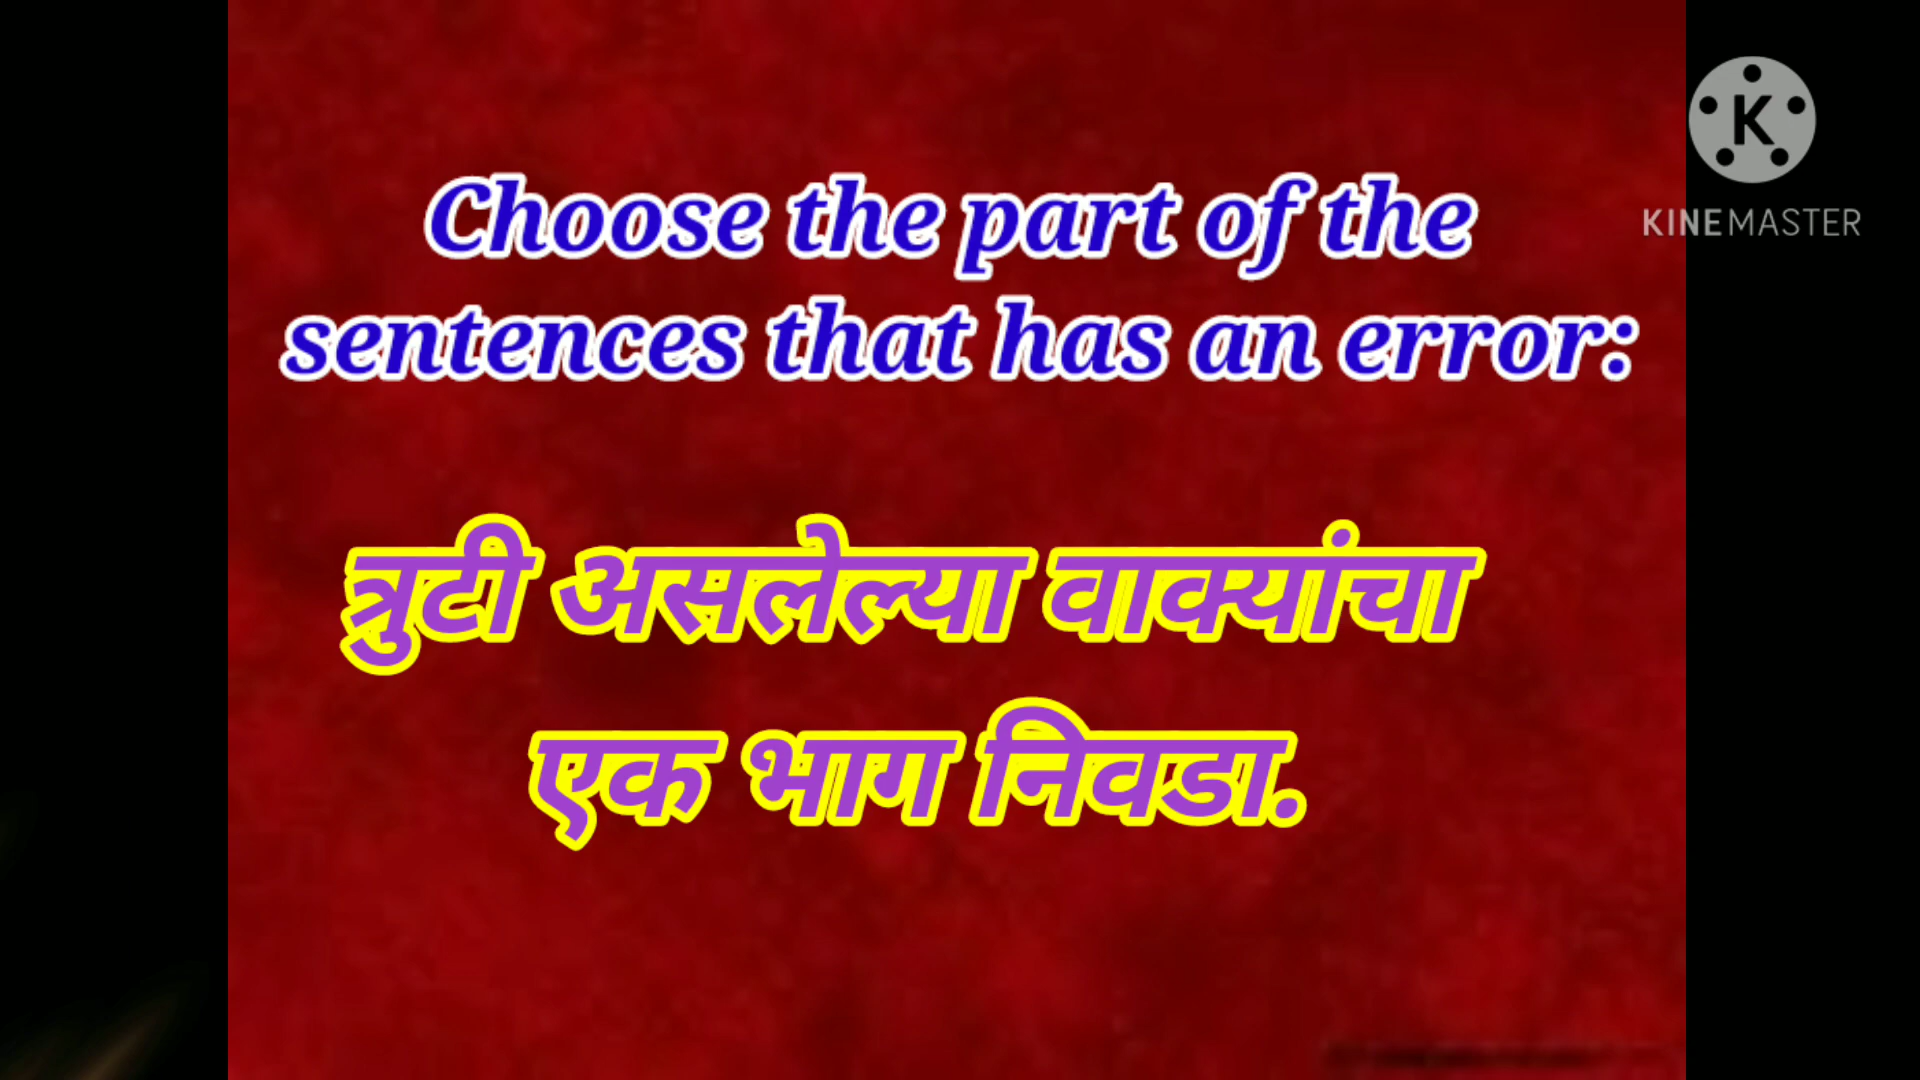 Choose the part of the
sentences that has an error:
त्रुटी असलेल्या वाक्यांचा
एक भाग निवडा.
K
KINEMASTER